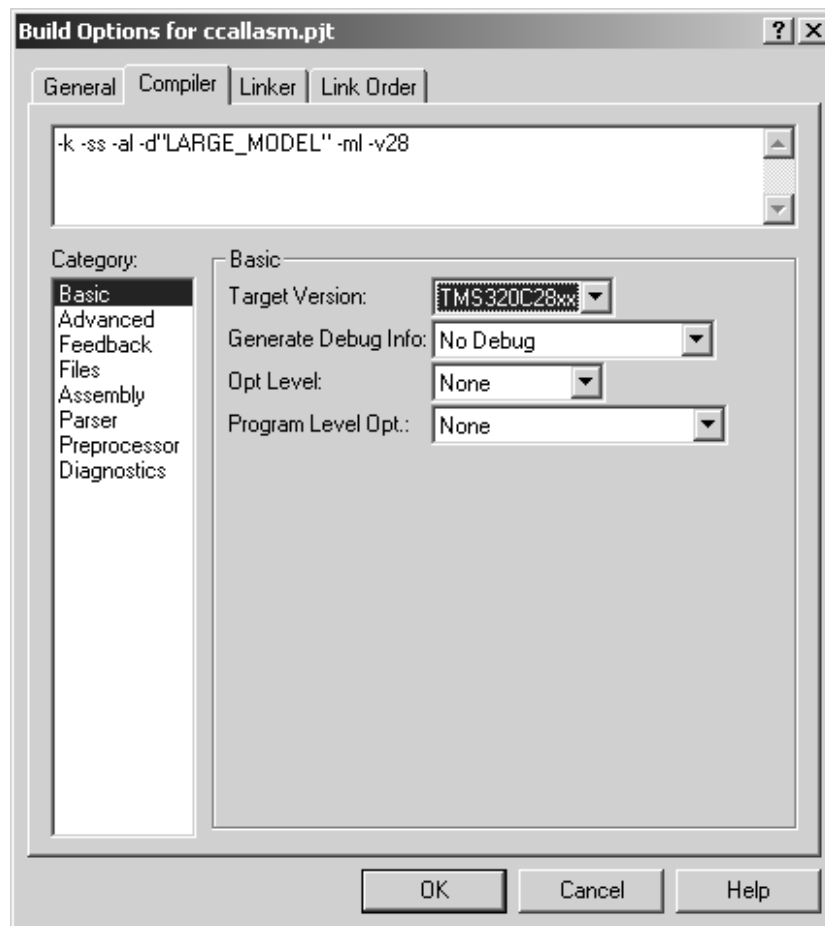 Build Options for ccallasm.pjt
General Compiler Linker Link Order
-k -ss -al -d"LARGE_MODEL" -ml -v28
Category:
Basic
Advanced
Feedback
Files
Assembly
Parser
Preprocessor
Diagnostics
Basic
Target Version: TMS320C28xx
Generate Debug Info: No Debug
Opt Level: None
Program Level Opt.: None
OK Cancel Help